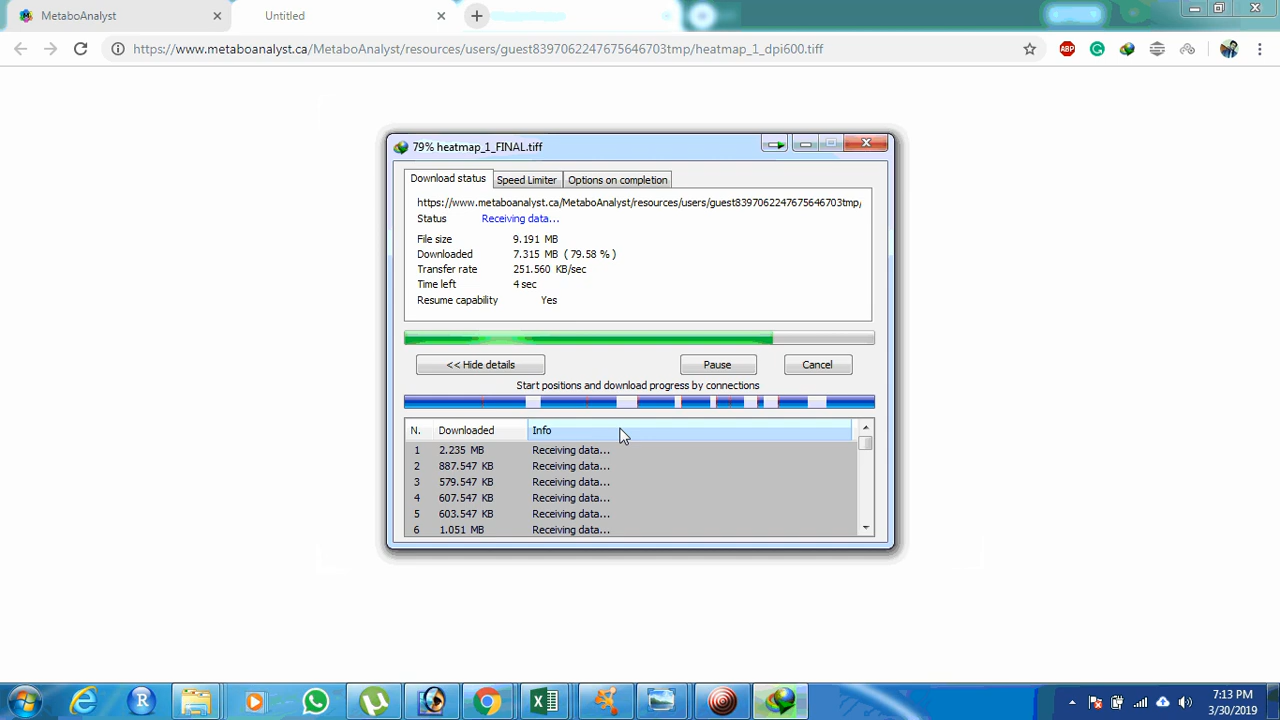 MetaboAnalyst
Untitled
https://www.metaboanalyst.ca/MetaboAnalyst/resources/users/guest8397062247675646703tmp/heatmap_1_dpi600.tiff
ABP
79% heatmap_1_FINAL.tiff
Download status
Speed Limiter
Options on completion
https://www.metaboanalyst.ca/MetaboAnalyst/resources/users/guest8397062247675646703tmp/
Status Receiving data...
File size 9.191 MB
Downloaded 7.315 MB ( 79.58 % )
Transfer rate 251.560 KB/sec
Time left 4 sec
Resume capability Yes
<< Hide details
Pause
Cancel
Start positions and download progress by connections
N. Downloaded Info
1 2.235 MB Receiving data...
2 887.547 KB Receiving data...
3 579.547 KB Receiving data...
4 607.547 KB Receiving data...
5 603.547 KB Receiving data...
6 1.051 MB Receiving data...
7:13 PM
3/30/2019